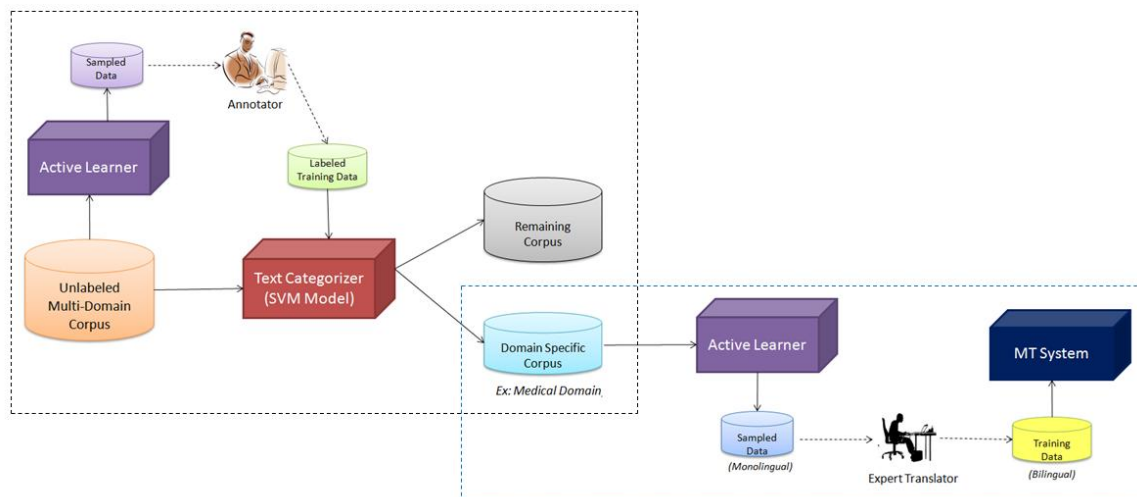 Sampled
Data
Annotator
Active Learner
Labeled
Training Data
Remaining
Corpus
Unlabeled
Multi-Domain
Corpus
Text Categorizer
(SVM Model)
Domain Specific
Corpus
Ex: Medical Domain
Active Learner
MT System
Sampled
Data
(Monolingual)
Expert Translator
Training
Data
(Bilingual)